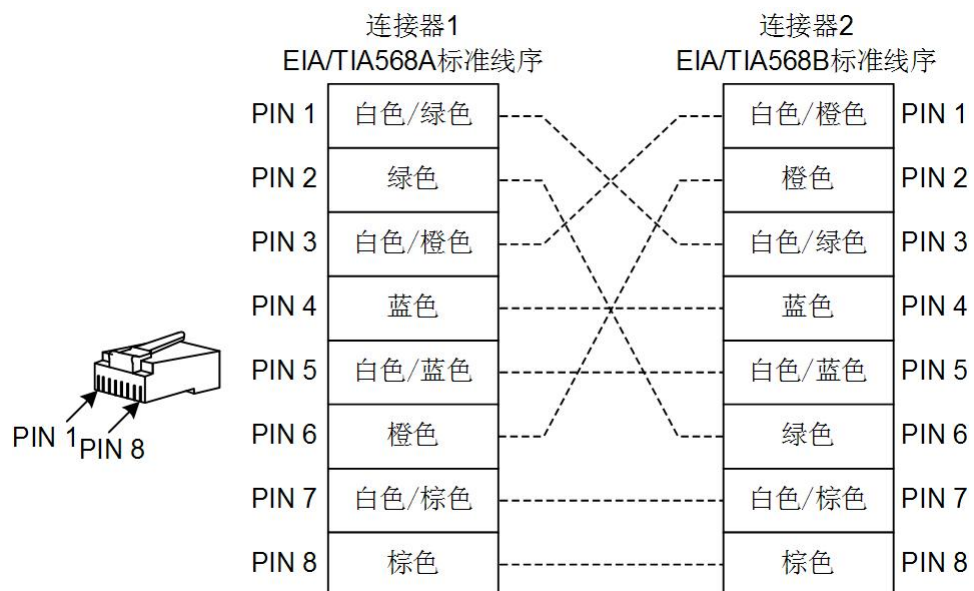 连接器1 连接器2
EIA/TIA568A标准线序 EIA/TIA568B标准线序
PIN 1 白色/绿色 白色/橙色 PIN 1
PIN 2 绿色 橙色 PIN 2
PIN 3 白色/橙色 白色/绿色 PIN 3
PIN 4 蓝色 蓝色 PIN 4
PIN 5 白色/蓝色 白色/蓝色 PIN 5
PIN 6 橙色 绿色 PIN 6
PIN 7 白色/棕色 白色/棕色 PIN 7
PIN 8 棕色 棕色 PIN 8
PIN 1
PIN 8